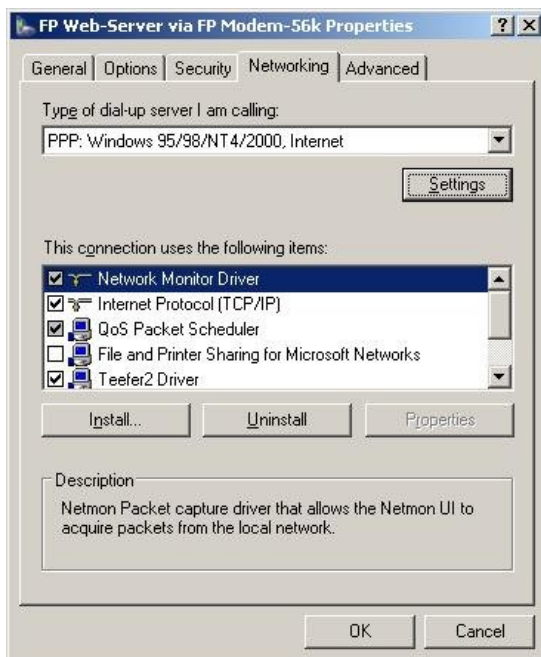 FP Web-Server via FP Modem-56k Properties
General Options Security Networking Advanced
Type of dial-up server I am calling:
PPP: Windows 95/98/NT4/2000, Internet
Settings
This connection uses the following items:
Network Monitor Driver
Internet Protocol (TCP/IP)
QoS Packet Scheduler
File and Printer Sharing for Microsoft Networks
Teefer2 Driver
Install... Uninstall Properties
Description
Netmon Packet capture driver that allows the Netmon UI to
acquire packets from the local network.
OK Cancel